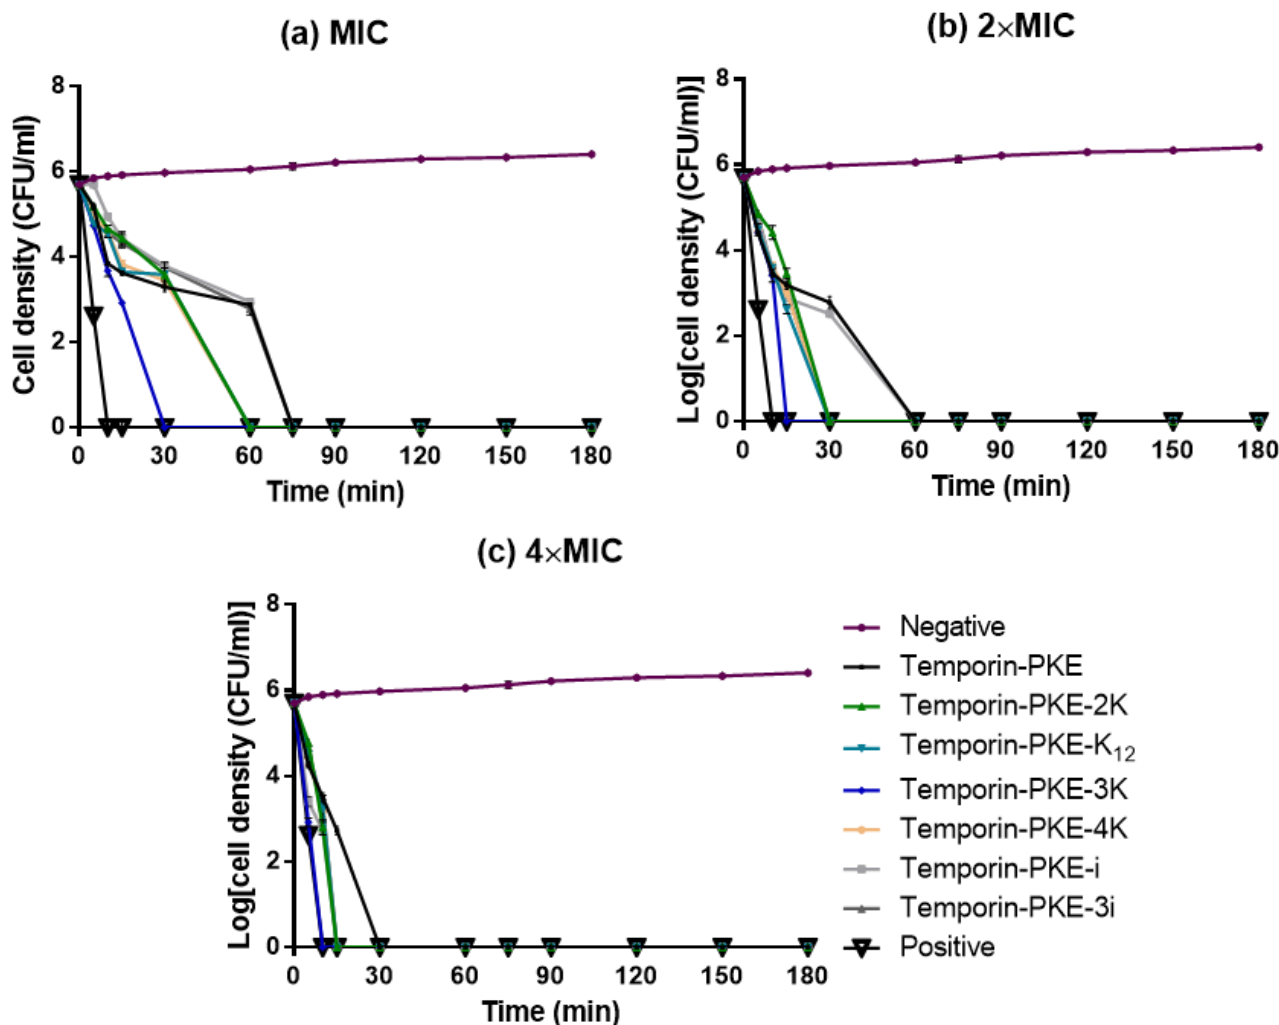 (a) MIC
Cell density (CFU/ml)
8
6
4
2
0
0 30 60 90 120 150 180
Time (min)
(b) 2×MIC
Log[cell density (CFU/ml)]
8
6
4
2
0
0 30 60 90 120 150 180
Time (min)
(c) 4×MIC
Log[cell density (CFU/ml)]
8
6
4
2
0
0 30 60 90 120 150 180
Time (min)
Negative
Temporin-PKE
Temporin-PKE-2K
Temporin-PKE-K₁₂
Temporin-PKE-3K
Temporin-PKE-4K
Temporin-PKE-i
Temporin-PKE-3i
Positive